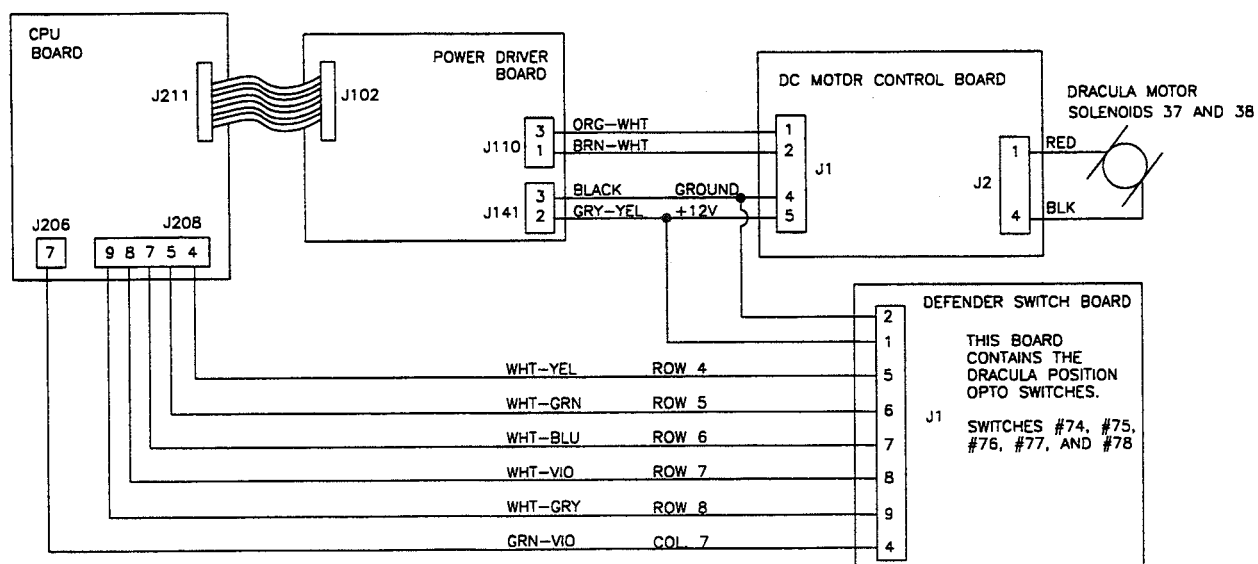 CPU
BOARD
J211
J206
7
J208
9 8 7 5 4
POWER DRIVER
BOARD
J102
J110
3
1
J141
3
2
ORG-WHT
BRN-WHT
BLACK GROUND
GRY-YEL +12V
DC MOTOR CONTROL BOARD
1
2
4
5
J1
J2
1
4
RED
BLK
DRACULA MOTOR
SOLENOIDS 37 AND 38
DEFENDER SWITCH BOARD
THIS BOARD
CONTAINS THE
DRACULA POSITION
OPTO SWITCHES.
SWITCHES #74, #75,
#76, #77, AND #78
J1
2
1
WHT-YEL ROW 4 5
WHT-GRN ROW 5 6
WHT-BLU ROW 6 7
WHT-VIO ROW 7 8
WHT-GRY ROW 8 9
GRN-VIO COL. 7 4